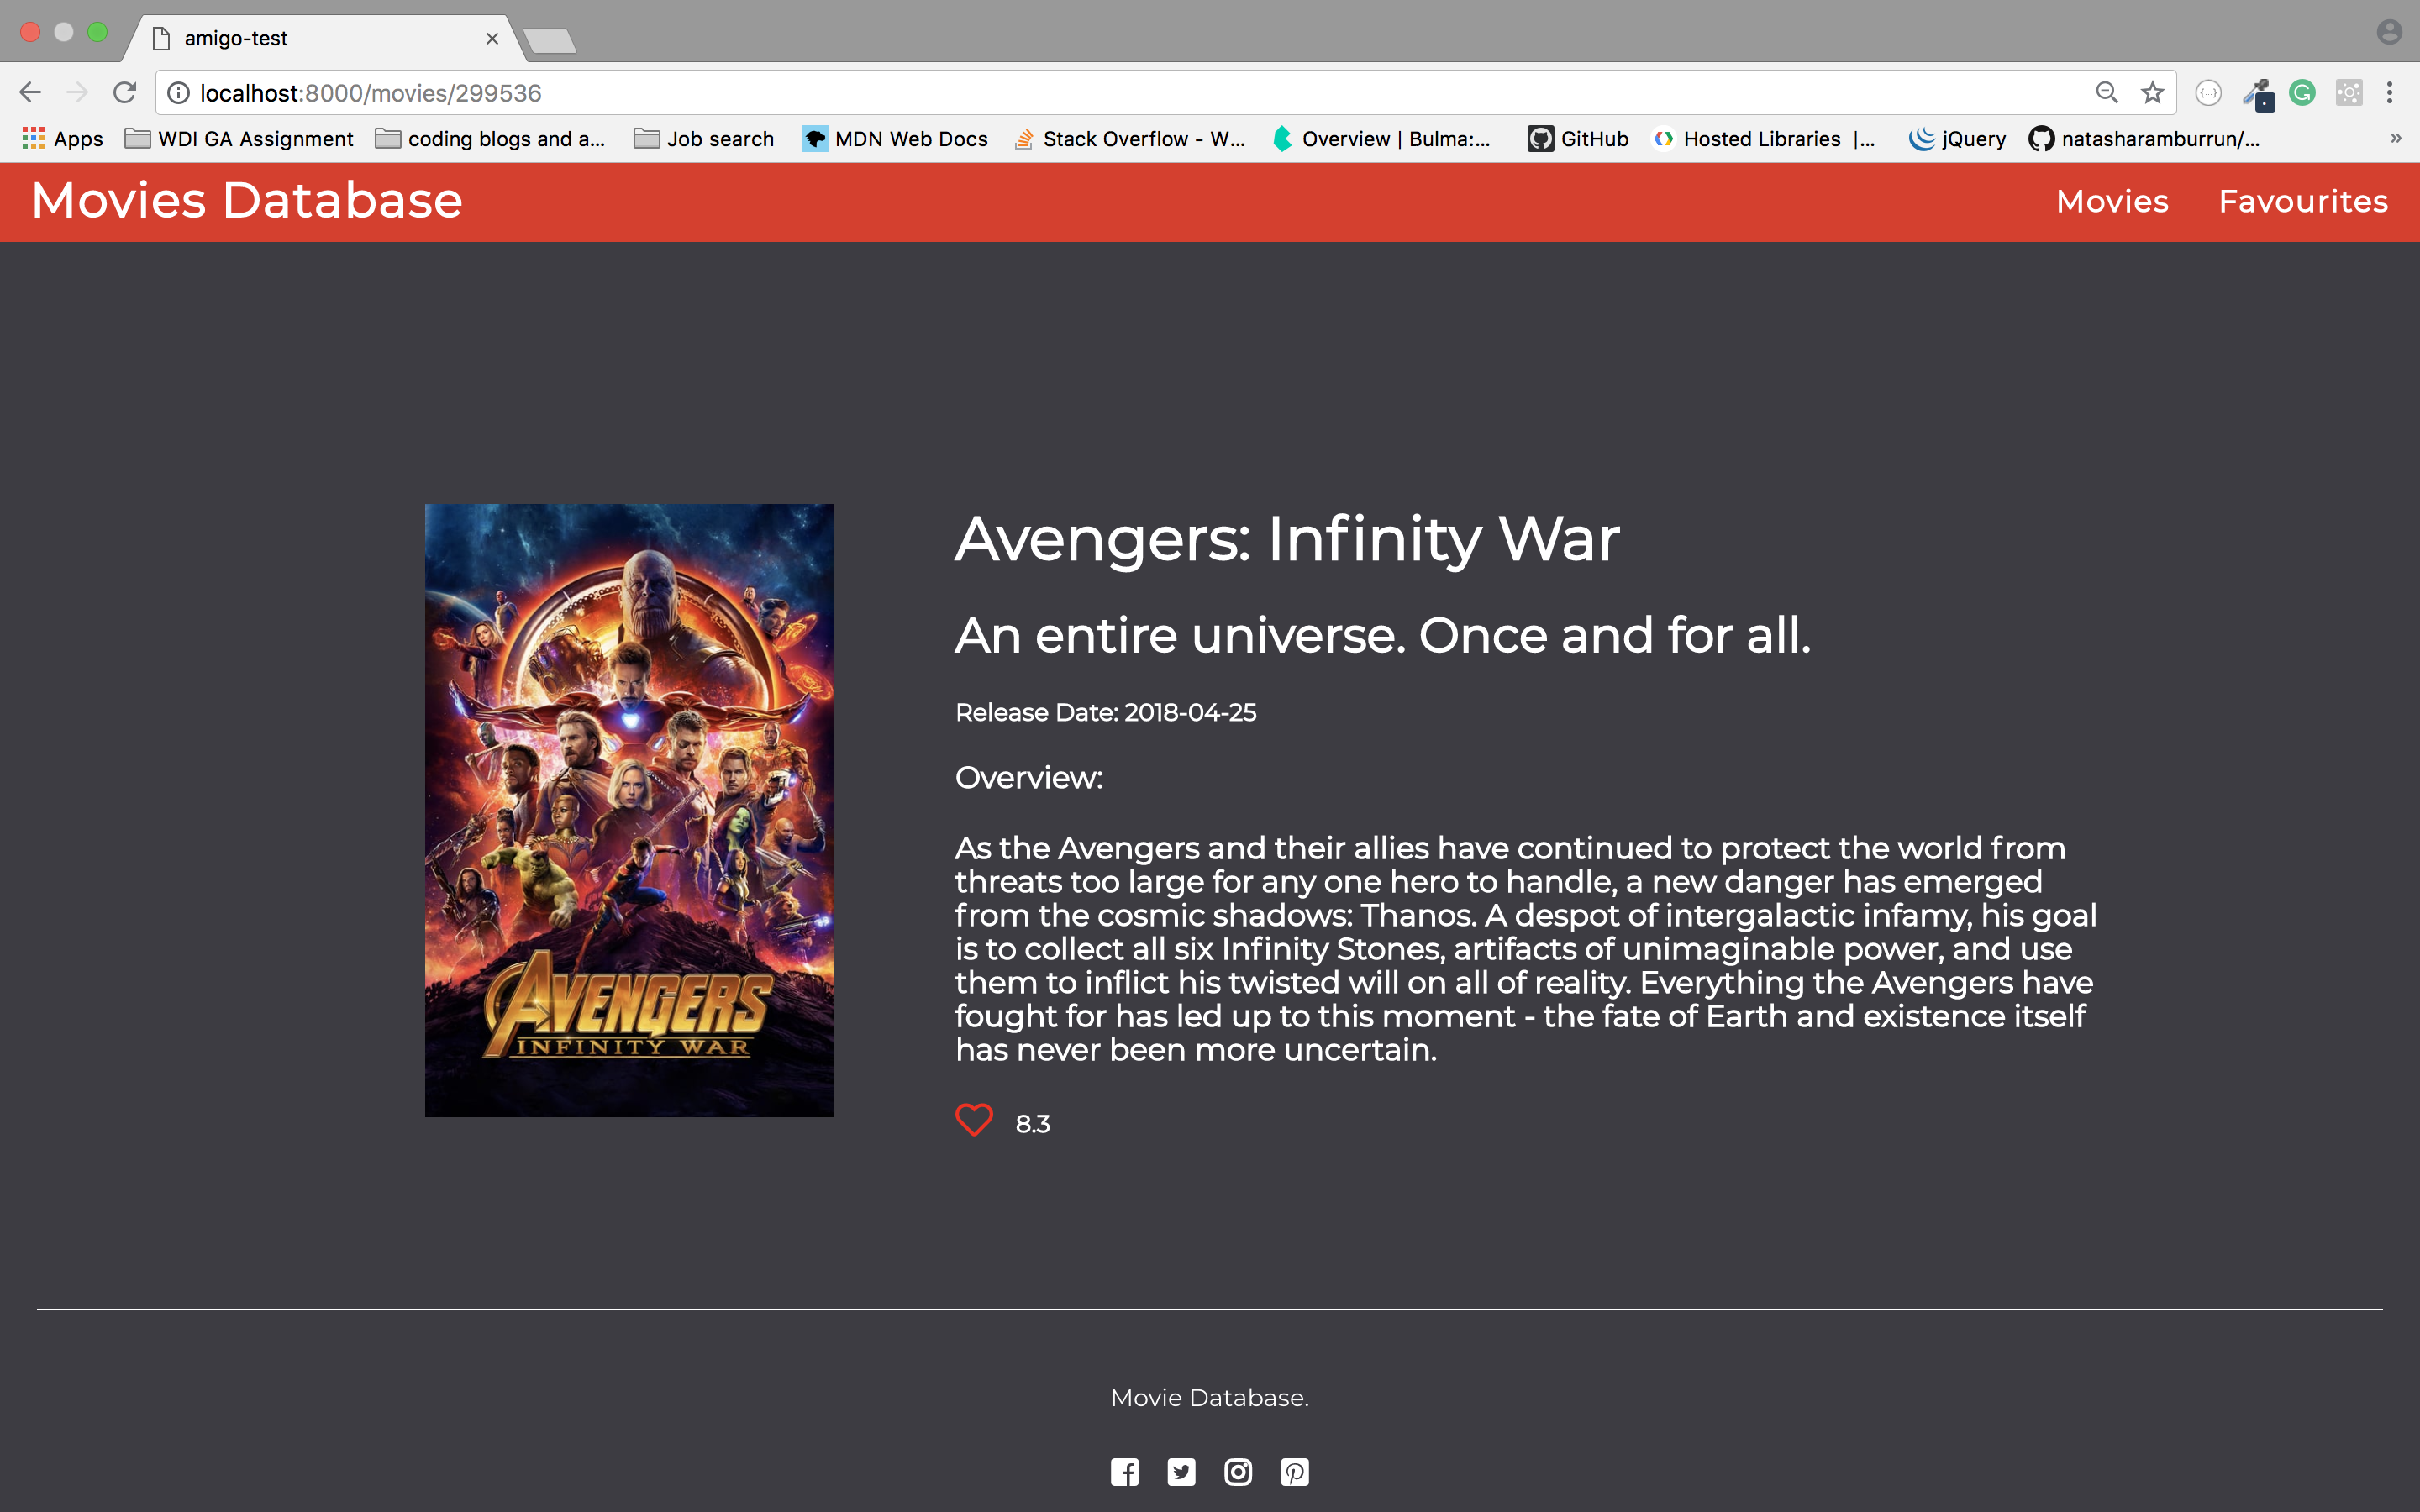 amigo-test
localhost:8000/movies/299536
Apps WDI GA Assignment coding blogs and a... Job search MDN Web Docs Stack Overflow - W... Overview | Bulma:... GitHub Hosted Libraries |... jQuery natasharamburrun/... »
Movies Database Movies Favourites
Avengers: Infinity War
An entire universe. Once and for all.
Release Date: 2018-04-25
Overview:
As the Avengers and their allies have continued to protect the world from
threats too large for any one hero to handle, a new danger has emerged
from the cosmic shadows: Thanos. A despot of intergalactic infamy, his goal
is to collect all six Infinity Stones, artifacts of unimaginable power, and use
them to inflict his twisted will on all of reality. Everything the Avengers have
fought for has led up to this moment - the fate of Earth and existence itself
has never been more uncertain.
8.3
AVENGERS
INFINITY WAR
Movie Database.